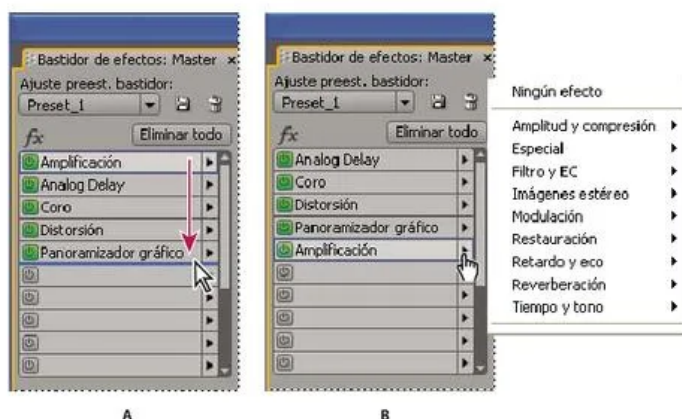 Bastidor de efectos: Master ×
Ajuste preest. bastidor:
Preset_1
fx
Eliminar todo
Amplificación
Analog Delay
Coro
Distorsión
Panoramizador gráfico
A
Bastidor de efectos: Master ×
Ajuste preest. bastidor:
Preset_1
fx
Eliminar todo
Analog Delay
Coro
Distorsión
Panoramizador gráfico
Amplificación
B
Ningún efecto
Amplitud y compresión
Especial
Filtro y EC
Imágenes estéreo
Modulación
Restauración
Retardo y eco
Reverberación
Tiempo y tono